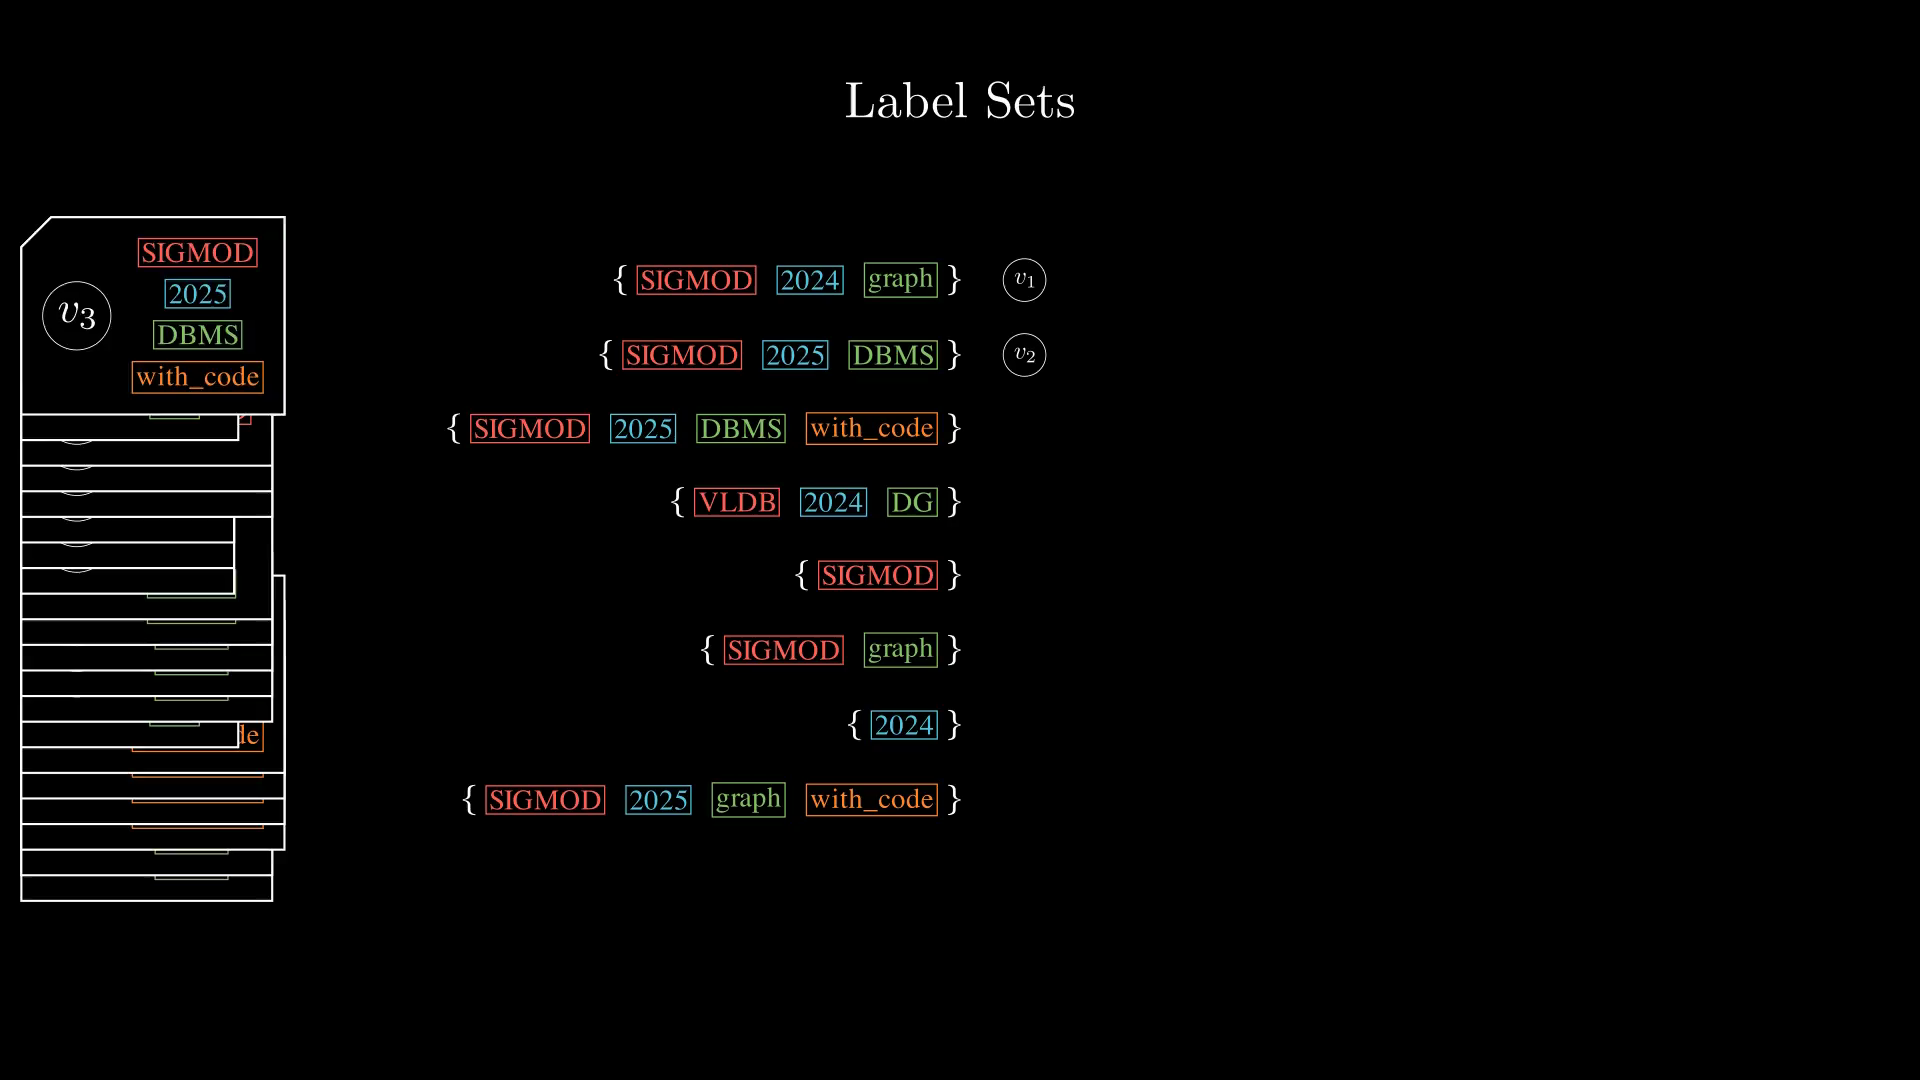 Label Sets
v3
SIGMOD
2025
DBMS
with_code
de
{ SIGMOD 2024 graph } v1
{ SIGMOD 2025 DBMS } v2
{ SIGMOD 2025 DBMS with_code }
{ VLDB 2024 DG }
{ SIGMOD }
{ SIGMOD graph }
{ 2024 }
{ SIGMOD 2025 graph with_code }